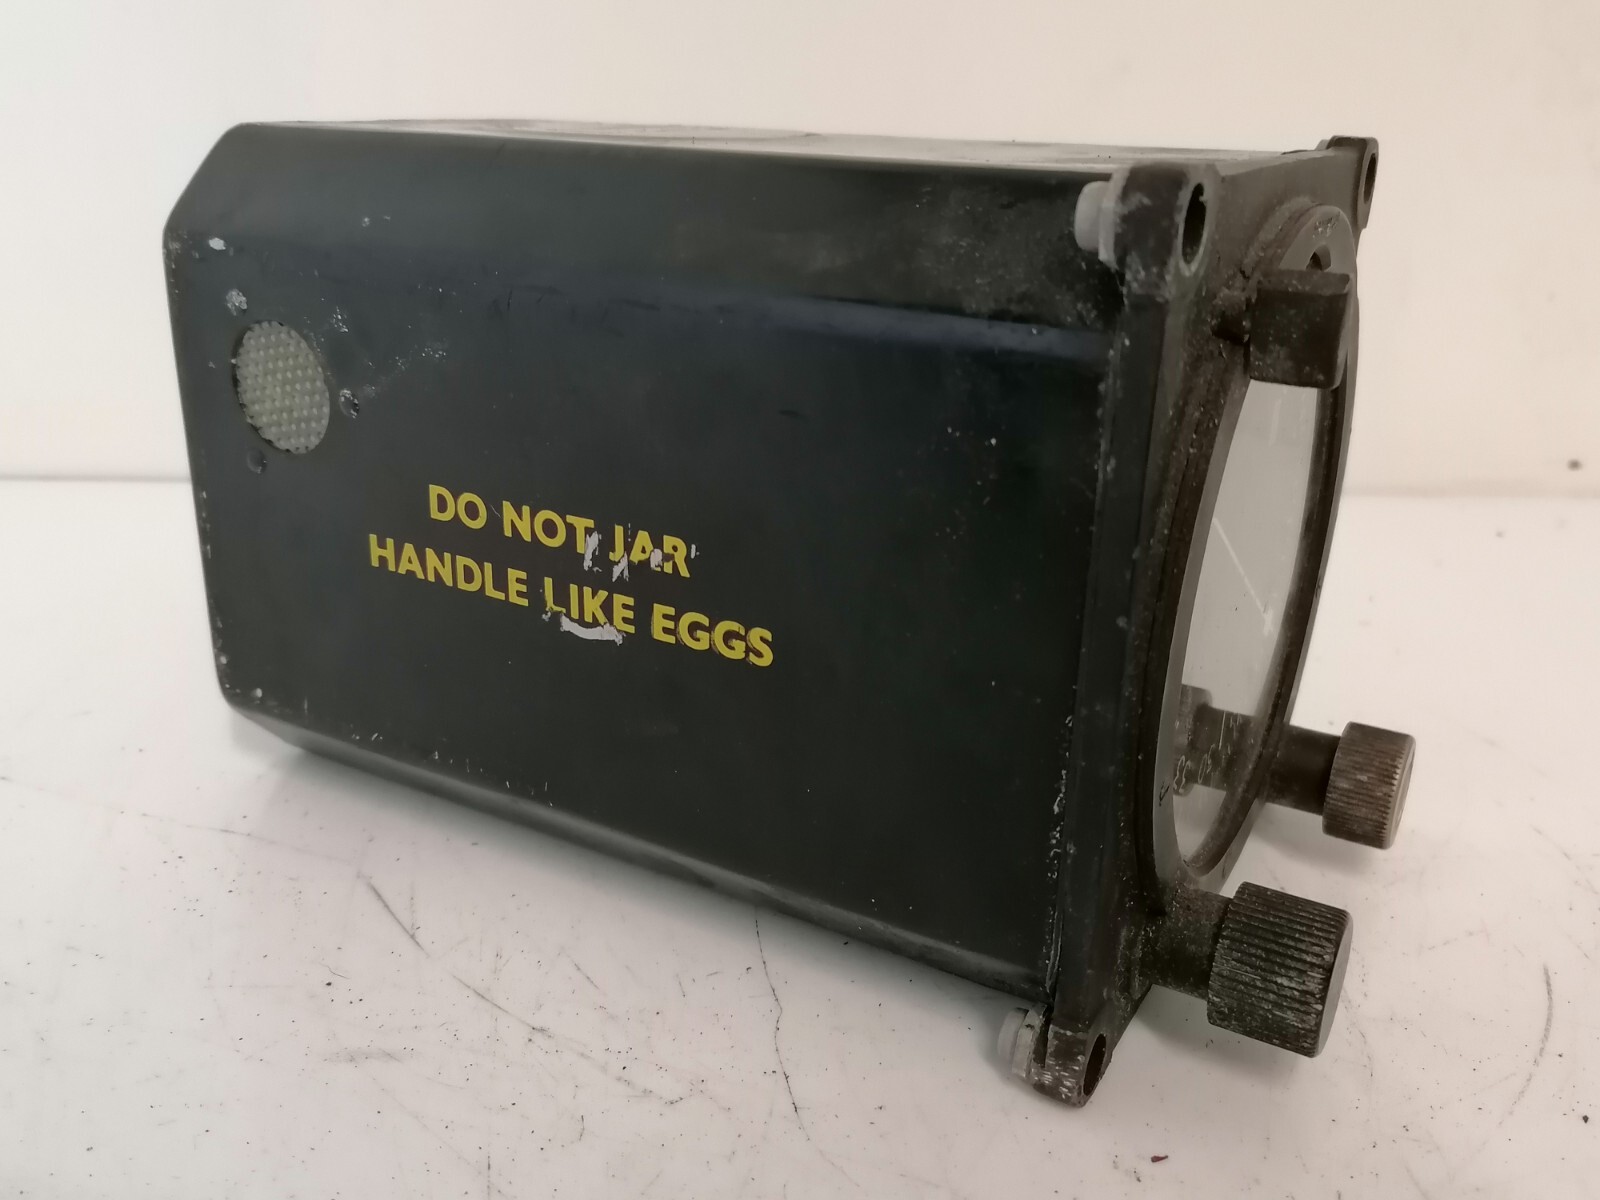 DO NOT JAR
HANDLE LIKE EGGS